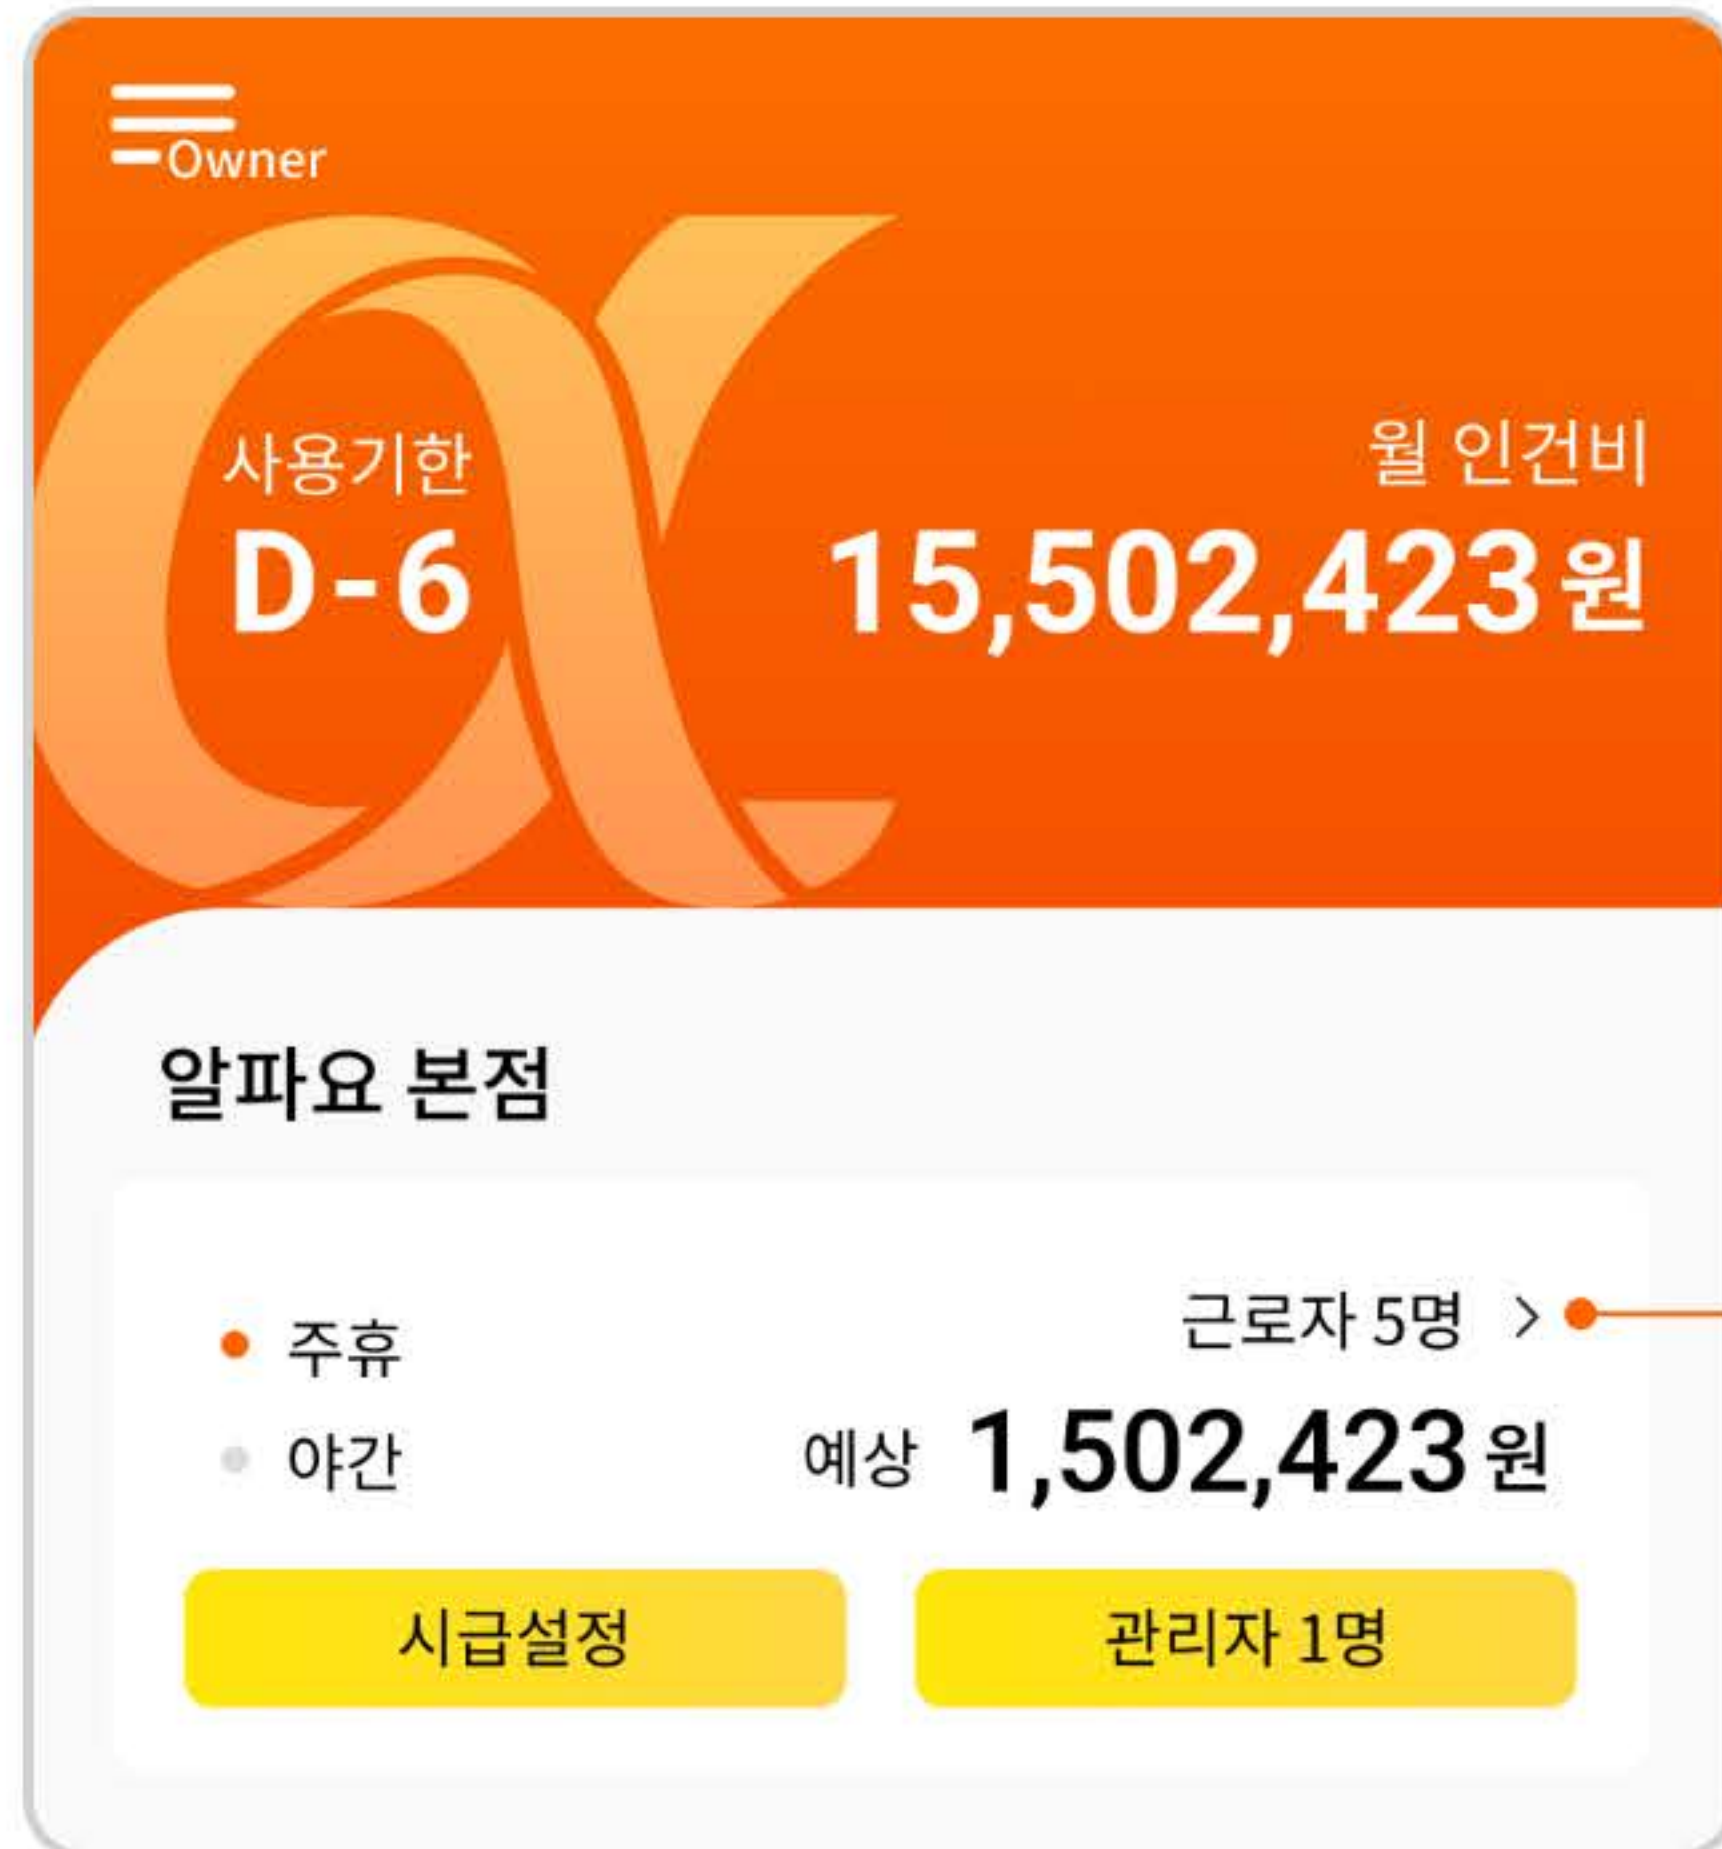 Owner
사용기한
D-6
월 인건비
15,502,423원
알파요 본점
주휴
근로자 5명 >
야간
예상 1,502,423원
시급설정
관리자 1명